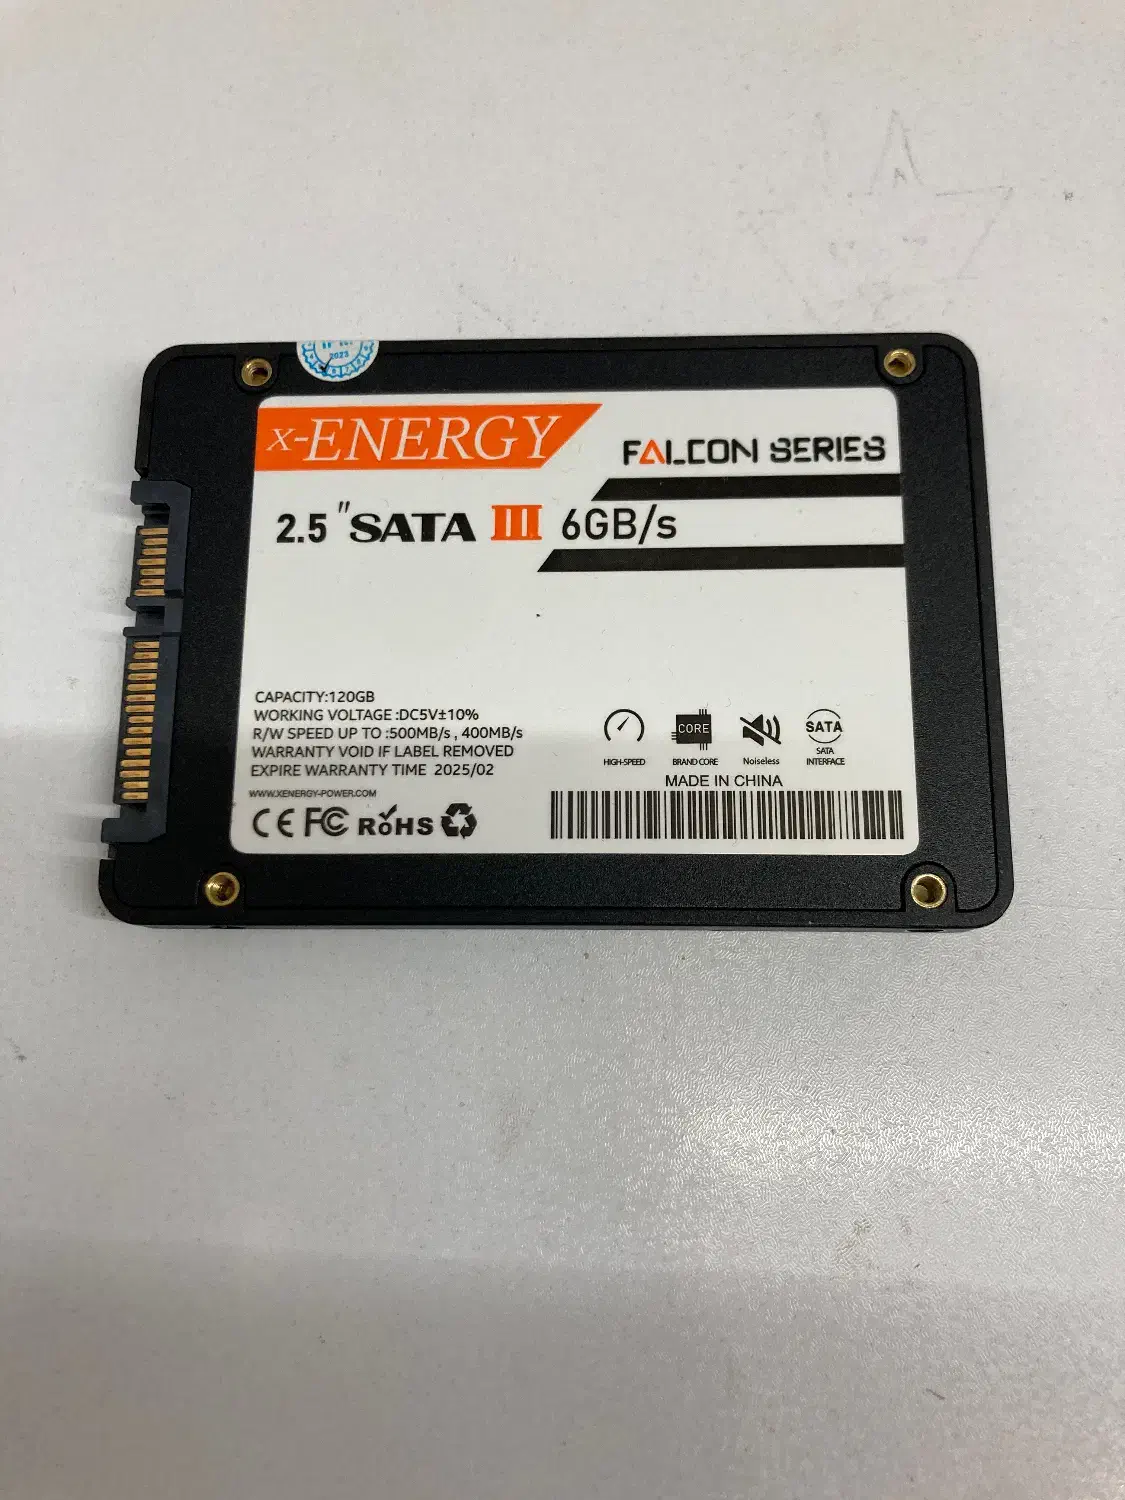 2023
x-ENERGY
FALCON SERIES
2.5 "SATA III 6GB/s
CAPACITY:120GB
WORKING VOLTAGE :DC5V±10%
R/W SPEED UP TO :500MB/s , 400MB/s
WARRANTY VOID IF LABEL REMOVED
EXPIRE WARRANTY TIME 2025/02
WWW.XENERGY-POWER.COM
CE FC RoHS
CORE
SATA
HIGH-SPEED
BRAND CORE
Noiseless
SATA
INTERFACE
MADE IN CHINA